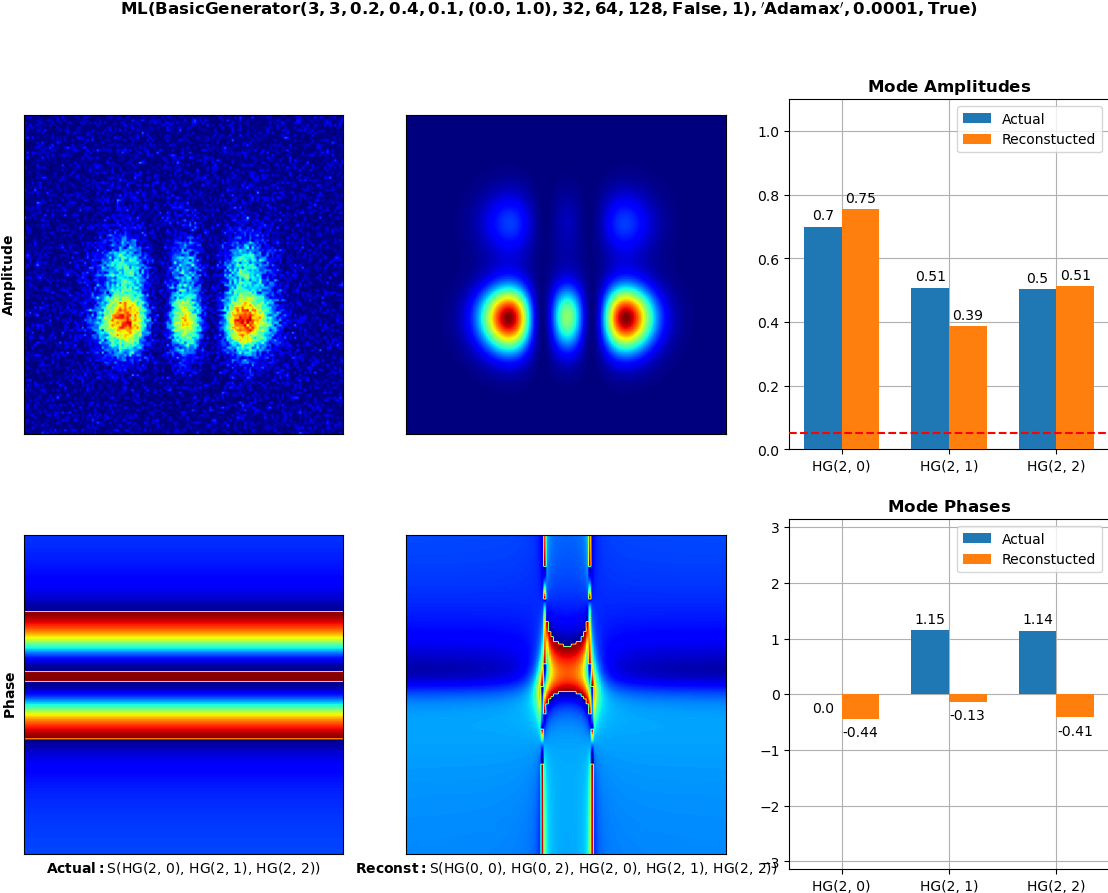 ML(BasicGenerator(3, 3, 0.2, 0.4, 0.1, (0.0, 1.0), 32, 64, 128, False, 1), ′Adamax′, 0.0001, True)
Amplitude
Mode Amplitudes
Actual
Reconstucted
1.0
0.8
0.6
0.4
0.2
0.0
0.7
0.75
0.51
0.39
0.5
0.51
HG(2, 0)
HG(2, 1)
HG(2, 2)
Phase
Mode Phases
Actual
Reconstucted
3
2
1
0
−1
−2
−3
0.0
-0.44
1.15
-0.13
1.14
-0.41
HG(2, 0)
HG(2, 1)
HG(2, 2)
Actual: S(HG(2, 0), HG(2, 1), HG(2, 2))
Reconst: S(HG(0, 0), HG(0, 2), HG(2, 0), HG(2, 1), HG(2, 2))